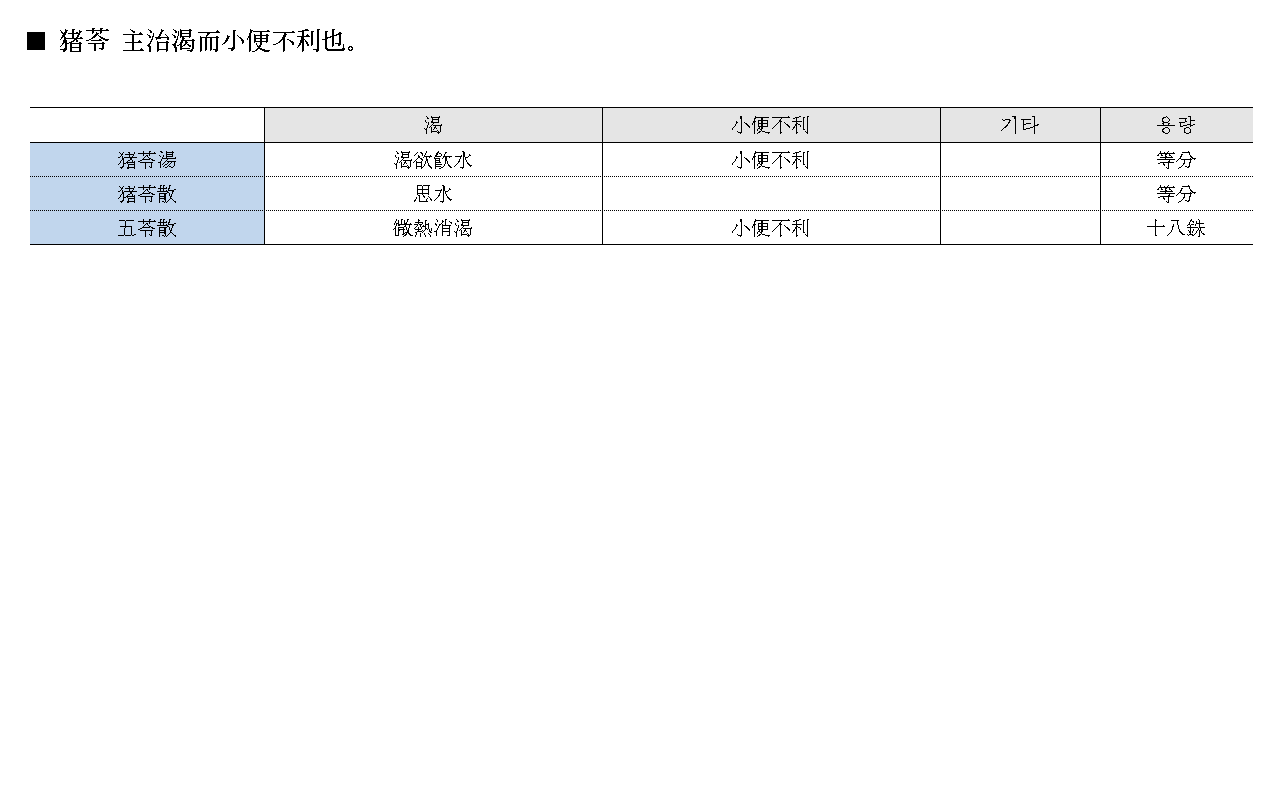 ■ 猪苓 主治渴而小便不利也。
渴 小便不利 기타 용량
猪苓湯 渴欲飮水 小便不利 等分
猪苓散 思水 等分
五苓散 微熱消渴 小便不利 十八銖